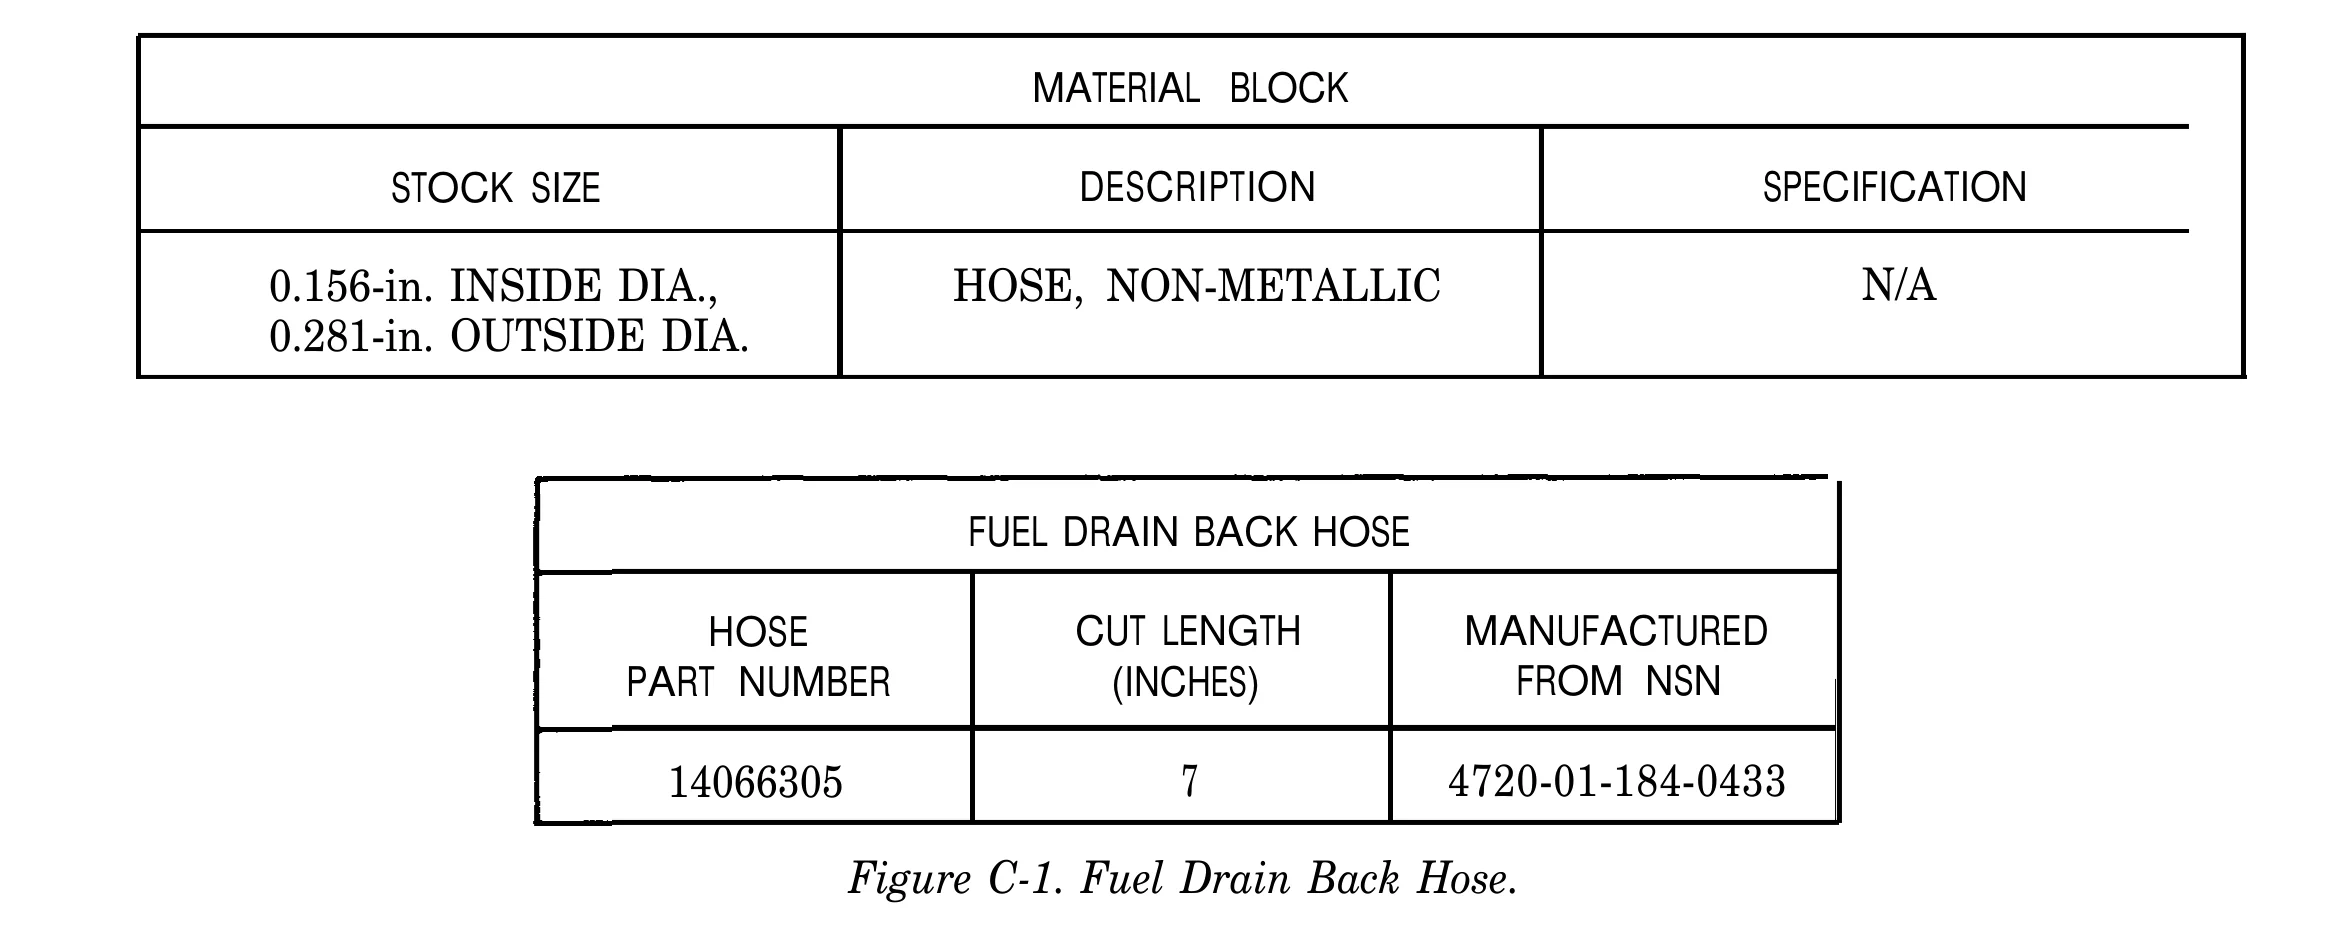 MATERIAL BLOCK
STOCK SIZE DESCRIPTION SPECIFICATION
0.156-in. INSIDE DIA., HOSE, NON-METALLIC N/A
0.281-in. OUTSIDE DIA.
FUEL DRAIN BACK HOSE
HOSE CUT LENGTH MANUFACTURED
PART NUMBER (INCHES) FROM NSN
14066305 7 4720-01-184-0433
Figure C-1. Fuel Drain Back Hose.